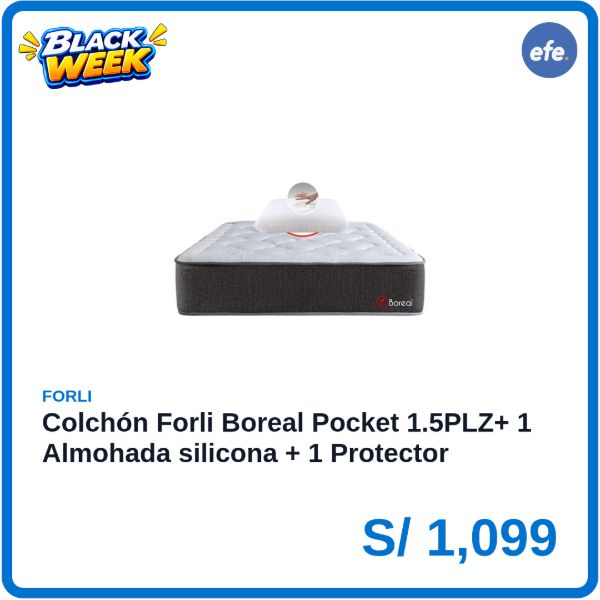 BLACK
WEEK
efe.
Boreal
FORLI
Colchón Forli Boreal Pocket 1.5PLZ+ 1
Almohada silicona + 1 Protector
S/ 1,099